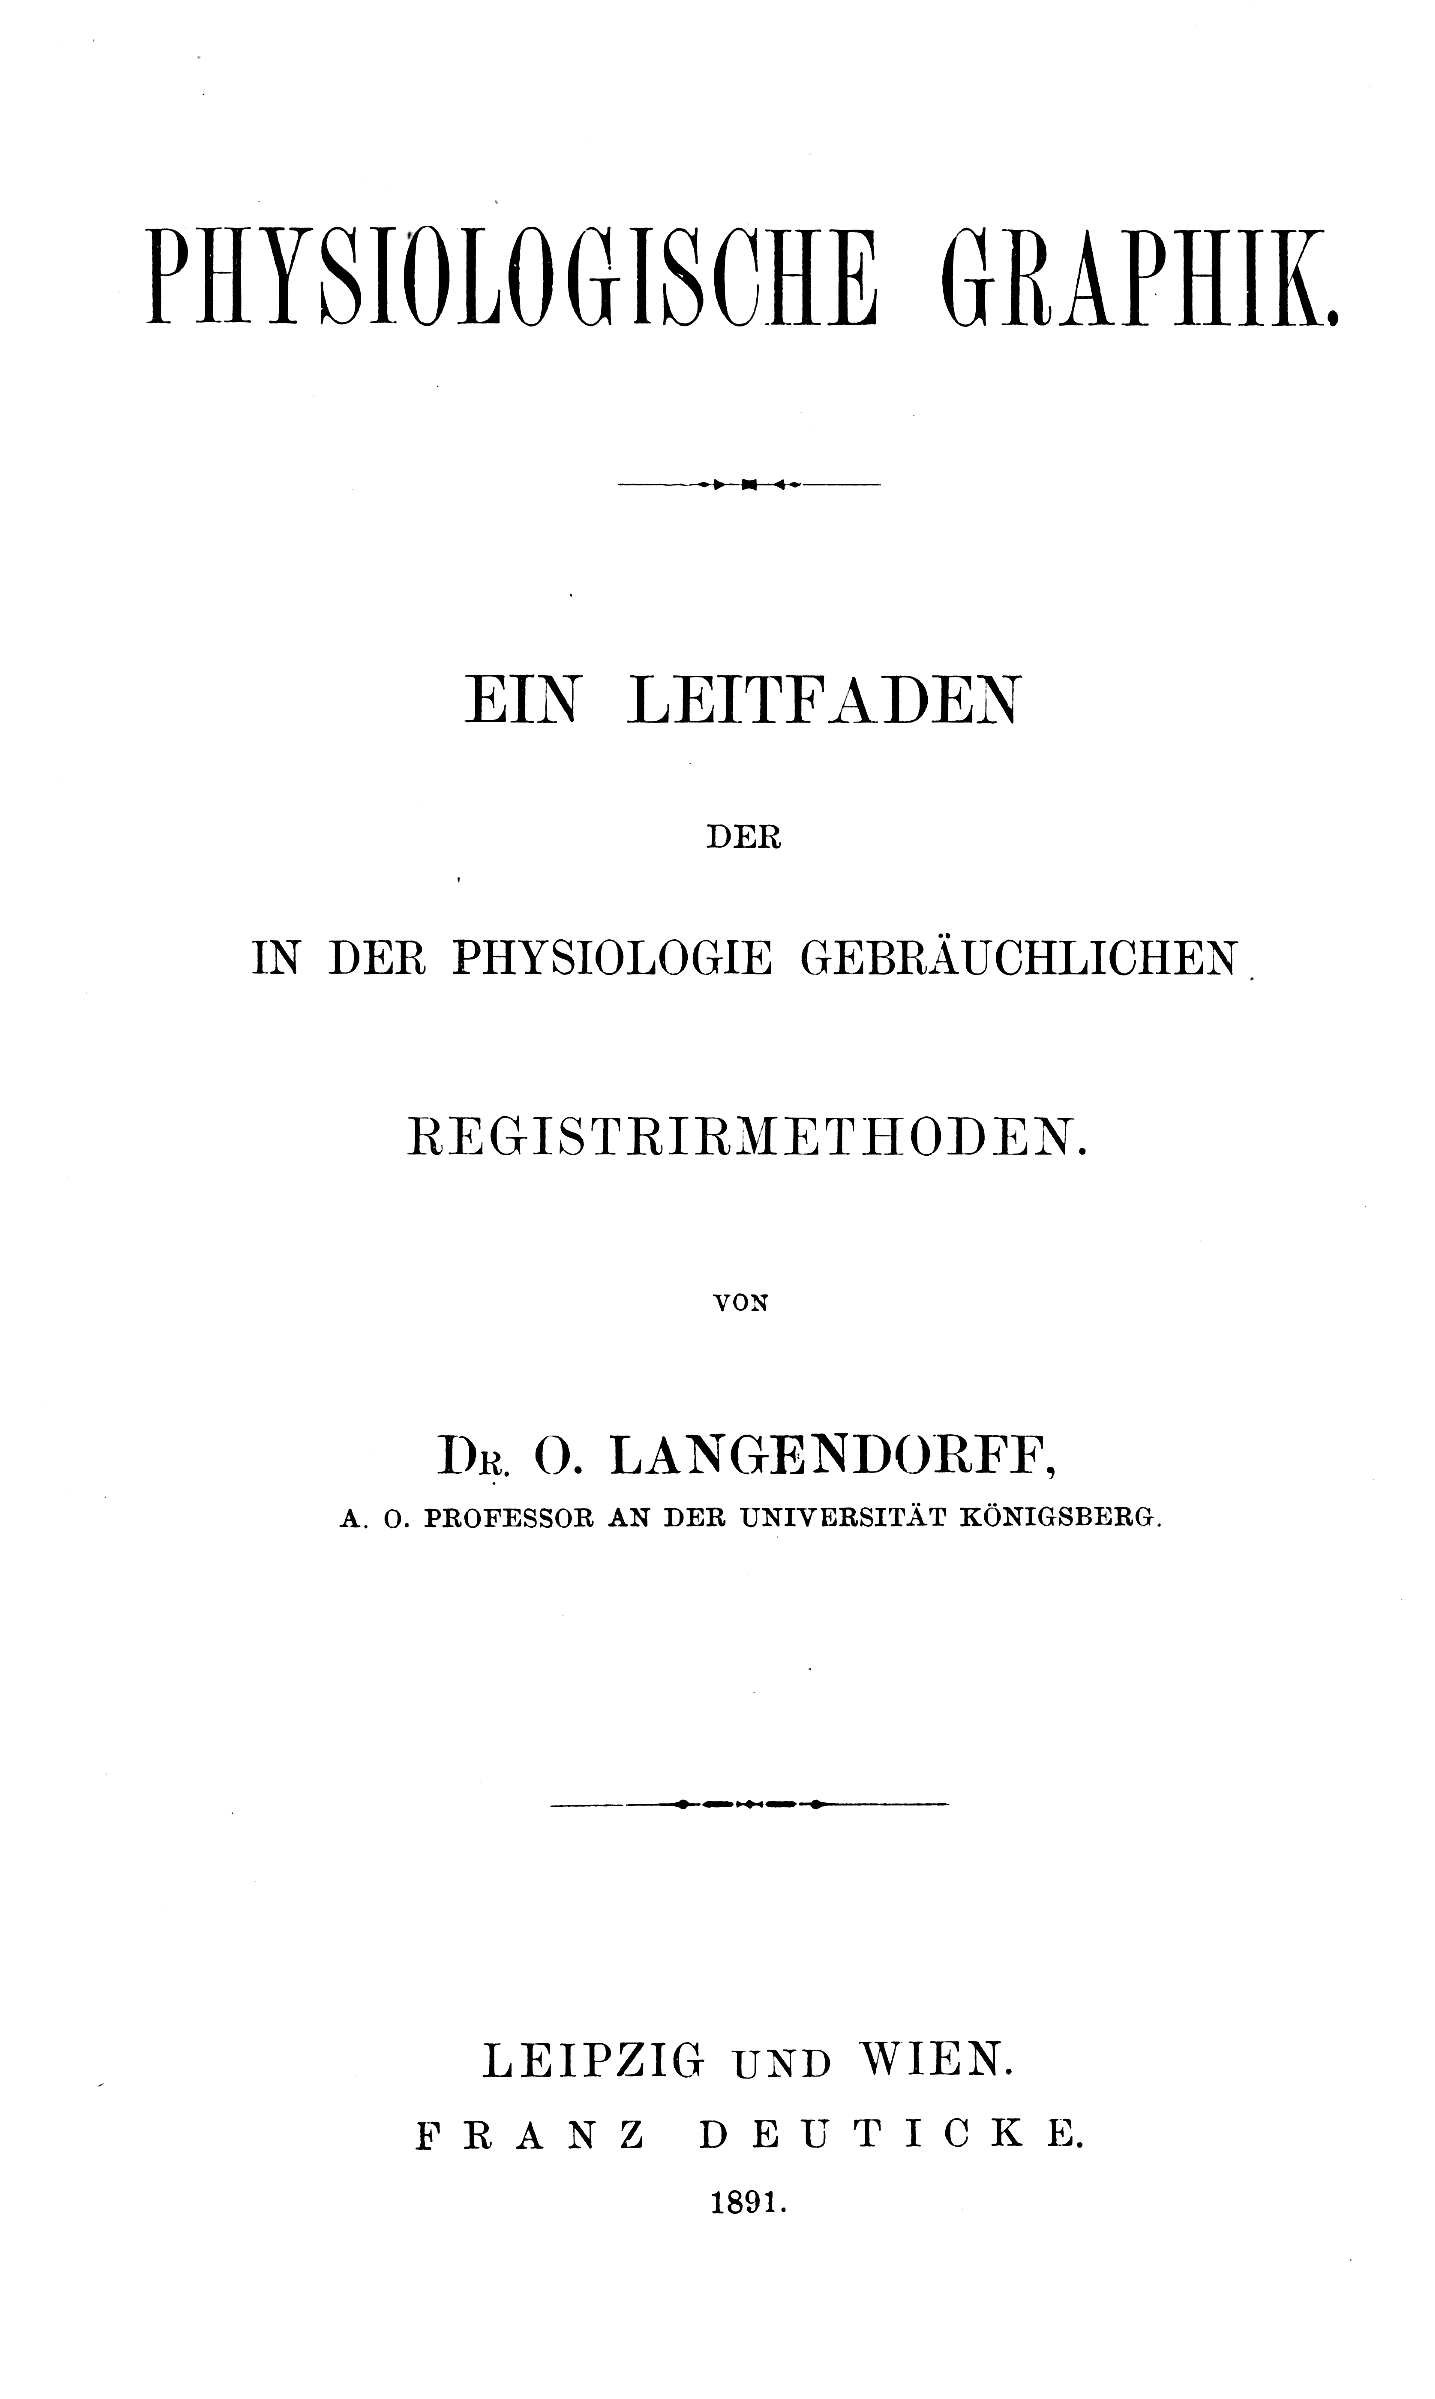 PHYSIOLOGISCHE GRAPHIK.
EIN LEITFADEN
DER
IN DER PHYSIOLOGIE GEBRÄUCHLICHEN
REGISTRIRMETHODEN.
VON
DR. O. LANGENDORFF,
A. O. PROFESSOR AN DER UNIVERSITÄT KÖNIGSBERG.
LEIPZIG UND WIEN.
FRANZ DEUTICKE.
1891.